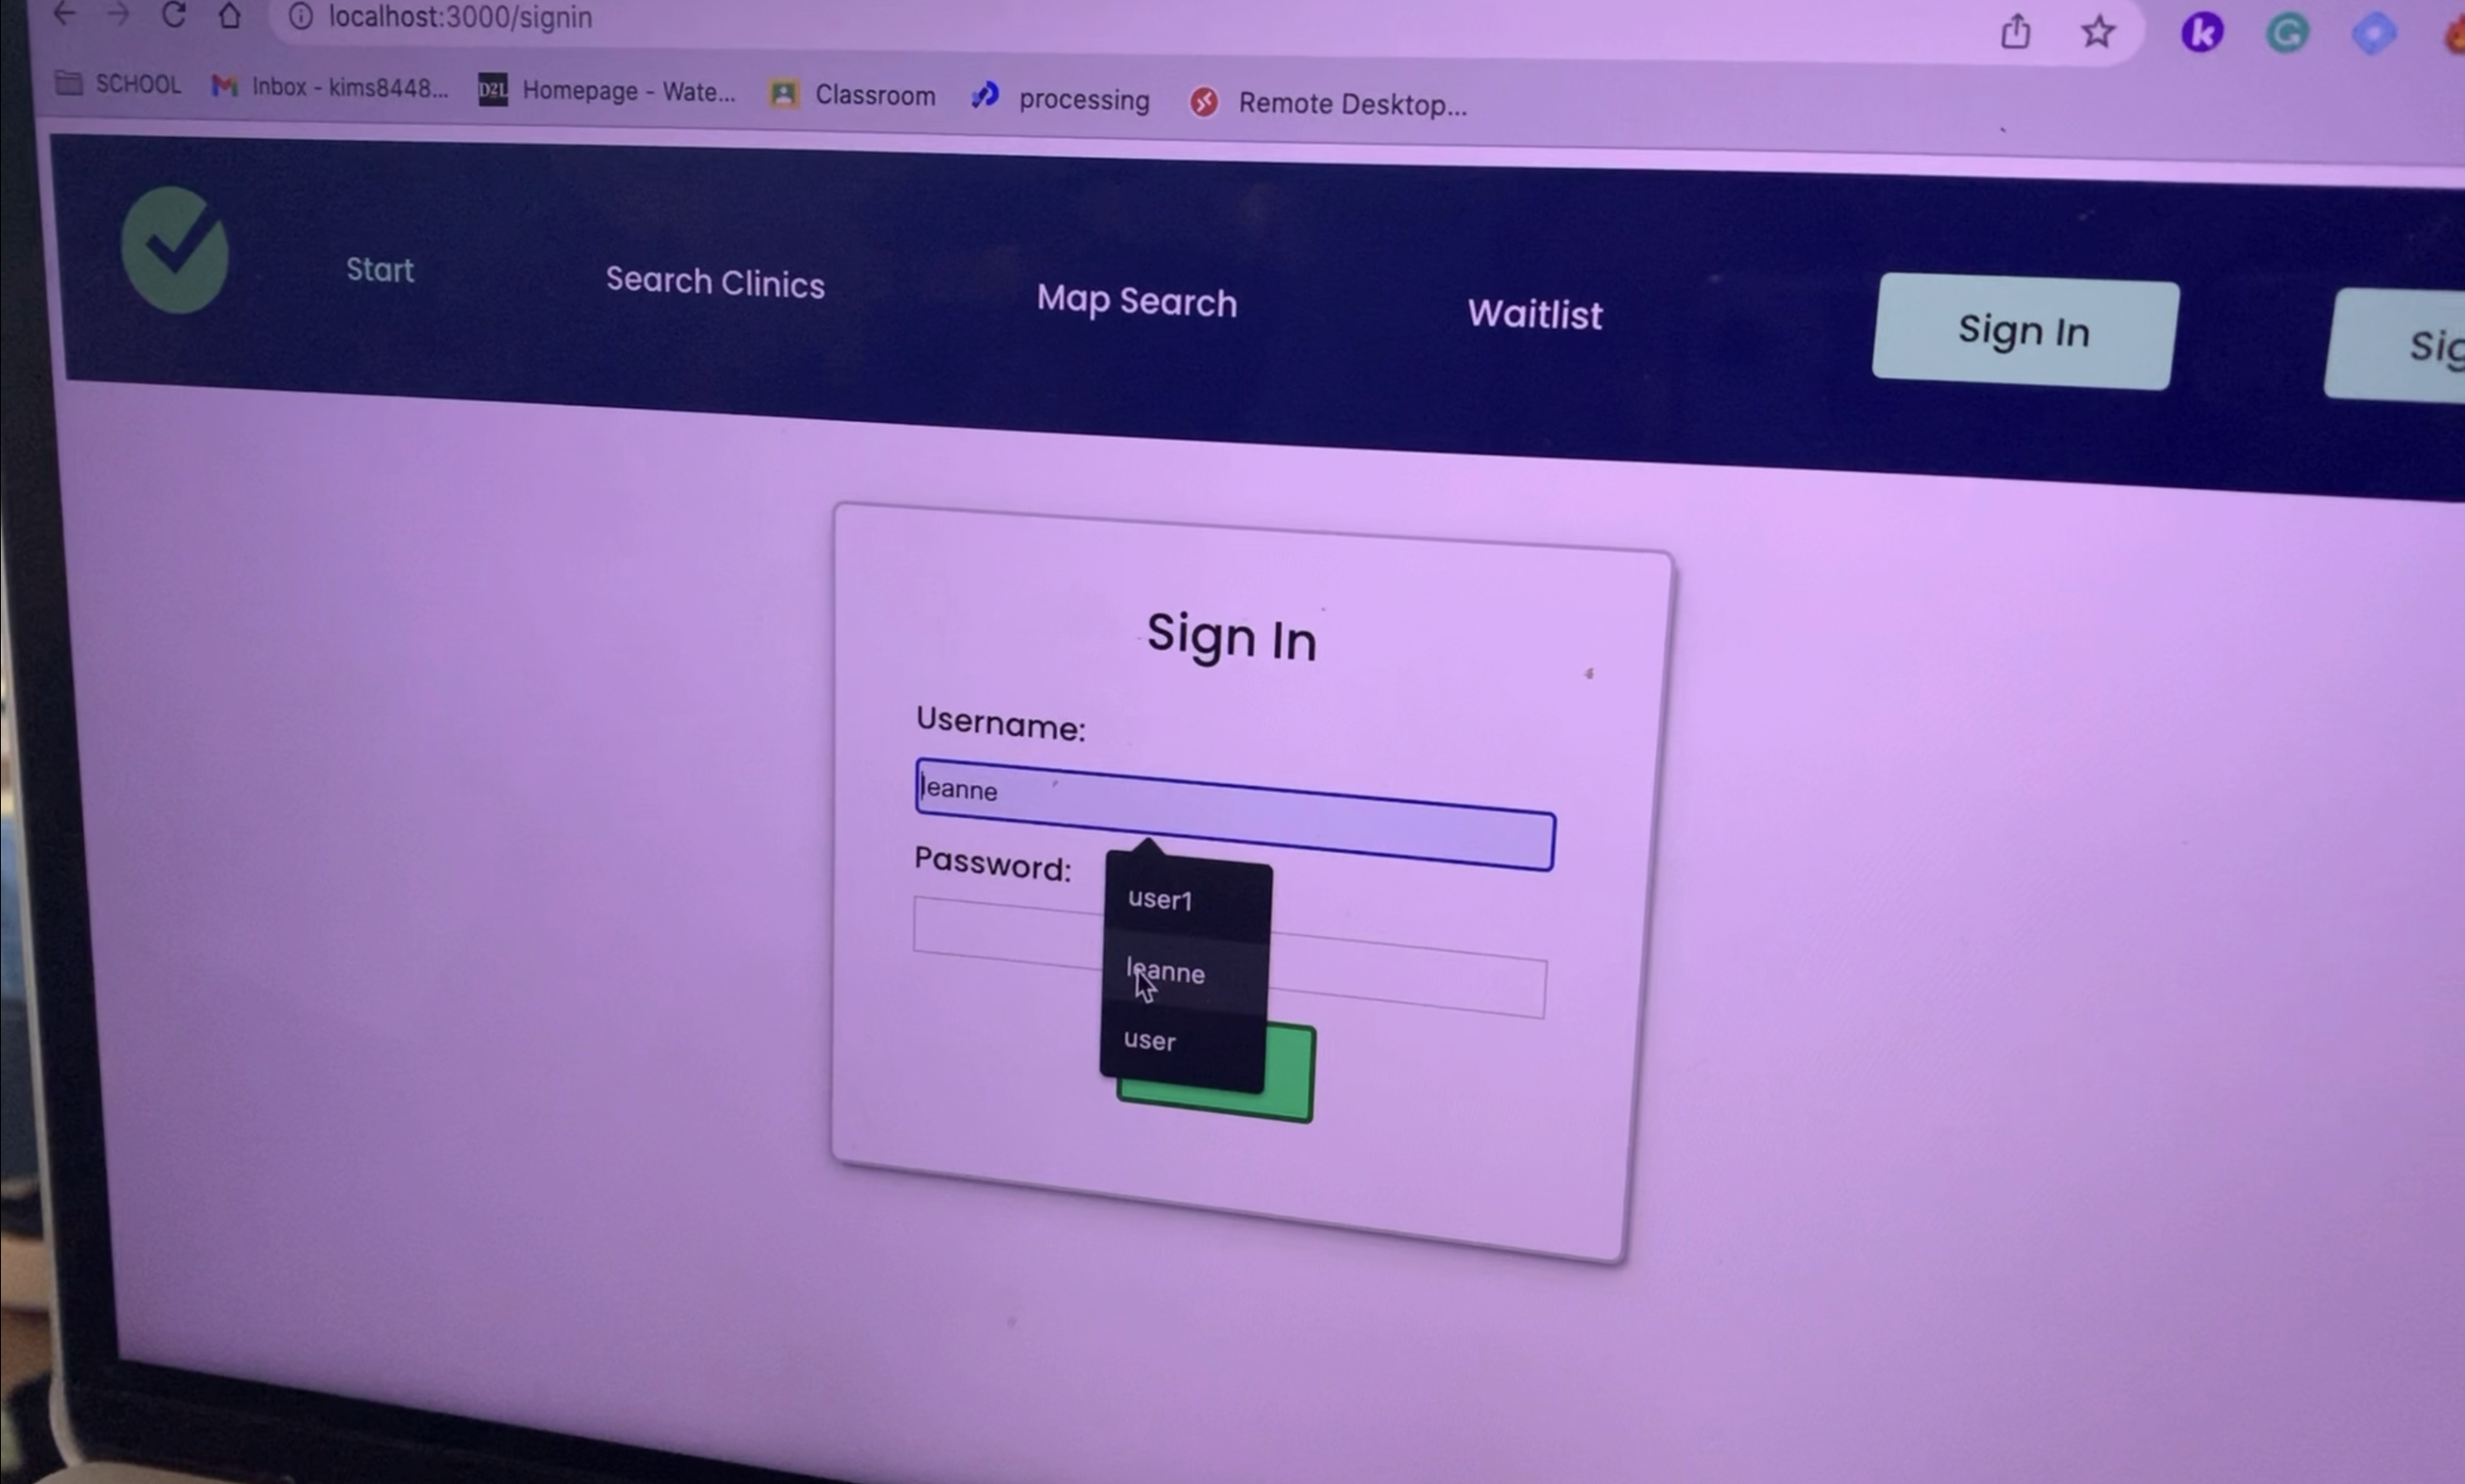 localhost:3000/signin
SCHOOL Inbox - kims8448... D2L Homepage - Wate... Classroom processing Remote Desktop...
Start Search Clinics Map Search Waitlist Sign In Sig
Sign In
Username:
leanne
Password:
user1
leanne
user